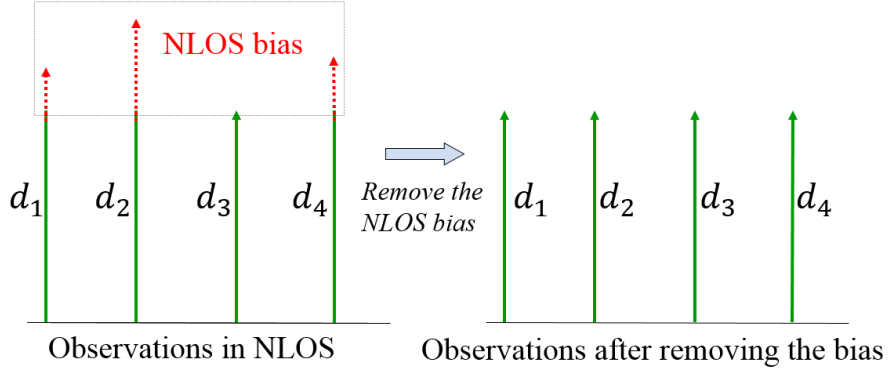 NLOS bias
d₁
d₂
d₃
d₄
Observations in NLOS
Remove the
NLOS bias
d₁
d₂
d₃
d₄
Observations after removing the bias